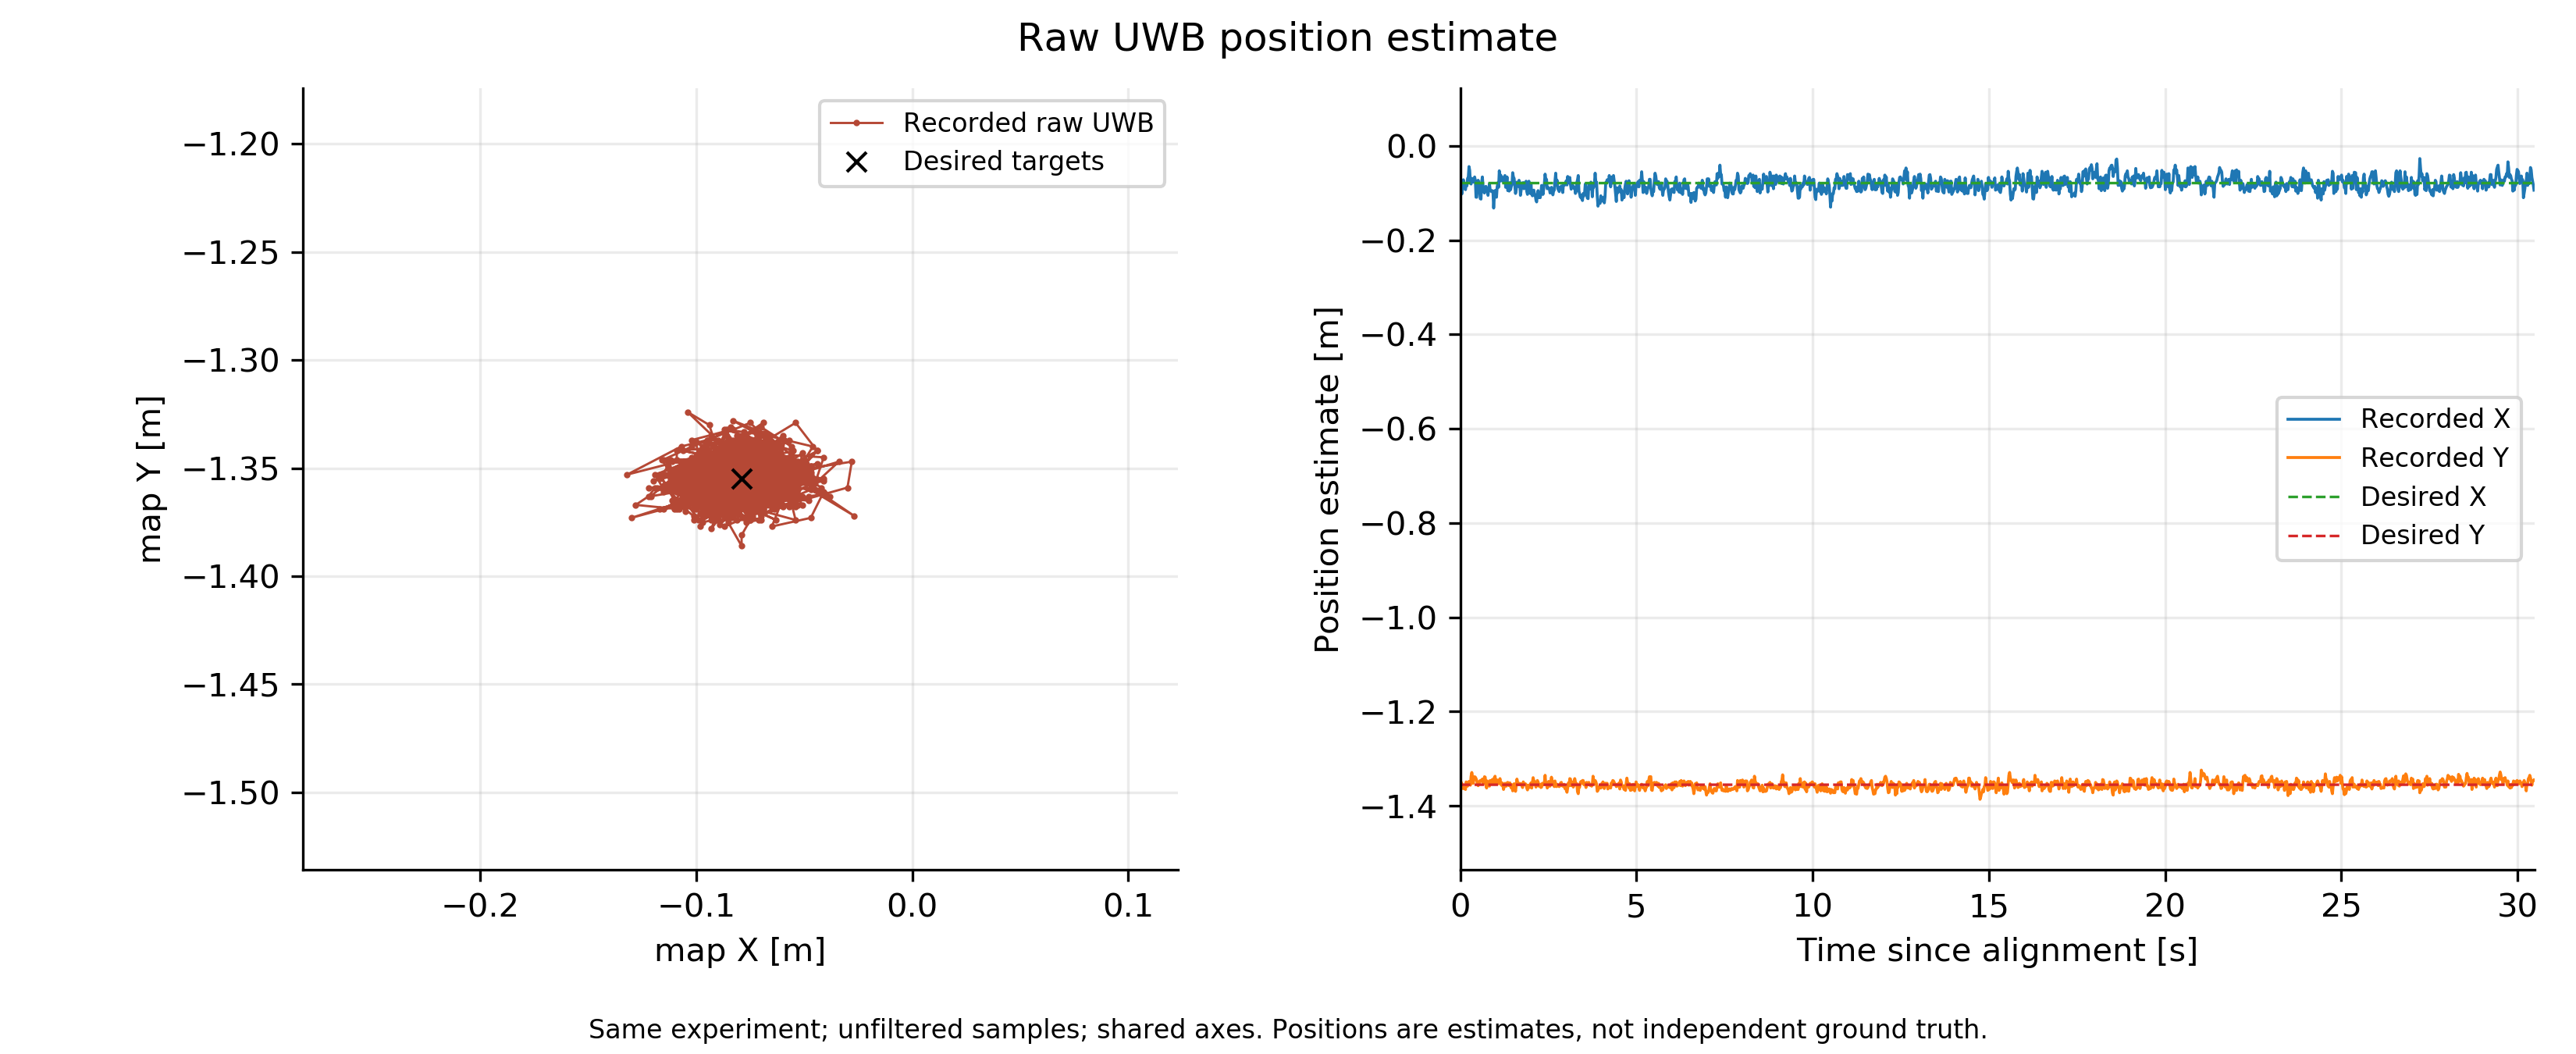 Raw UWB position estimate
Recorded raw UWB
Desired targets
−1.20
−1.25
−1.30
−1.35
−1.40
−1.45
−1.50
map Y [m]
−0.2
−0.1
0.0
0.1
map X [m]
0.0
−0.2
−0.4
−0.6
−0.8
−1.0
−1.2
−1.4
Position estimate [m]
Recorded X
Recorded Y
Desired X
Desired Y
0
5
10
15
20
25
30
Time since alignment [s]
Same experiment; unfiltered samples; shared axes. Positions are estimates, not independent ground truth.